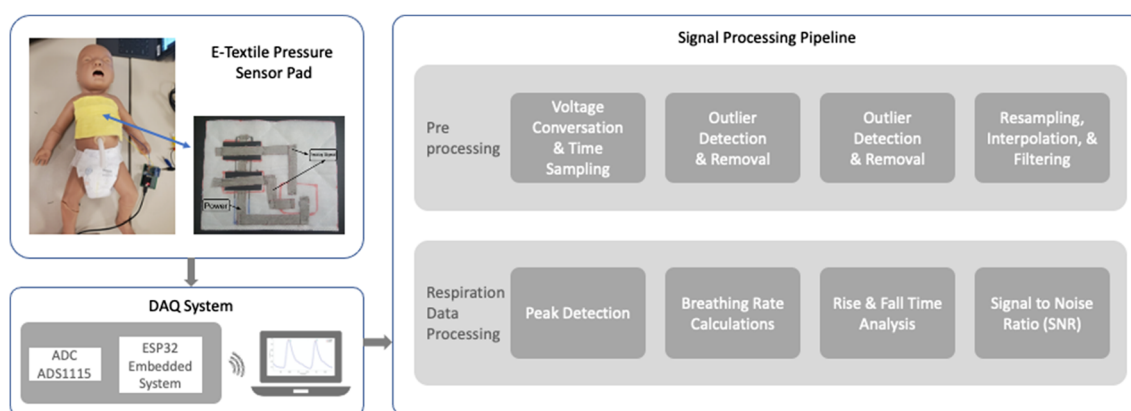 E-Textile Pressure
Sensor Pad
Power
DAQ System
ADC
ADS1115
ESP32
Embedded
System
Signal Processing Pipeline
Pre
processing
Voltage
Conversation
& Time
Sampling
Outlier
Detection
& Removal
Outlier
Detection
& Removal
Resampling,
Interpolation, &
Filtering
Respiration
Data
Processing
Peak Detection
Breathing Rate
Calculations
Rise & Fall Time
Analysis
Signal to Noise
Ratio (SNR)